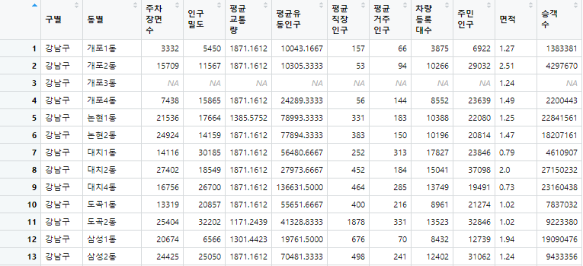 구별 동별 주차장면수 인구밀도 평균교통량 평균유동인구 평균직장인구 평균거주인구 차량등록대수 주민인구 면적 승객수
1 강남구 개포1동 3332 5450 1871.1612 10043.1667 157 66 3875 6922 1.27 1383381
2 강남구 개포2동 15709 11567 1871.1612 10305.3333 53 94 10266 29032 2.51 4297670
3 강남구 개포3동 NA NA NA NA NA NA NA NA 1.24 NA
4 강남구 개포4동 7438 15865 1871.1612 24289.3333 56 144 8552 23639 1.49 2200443
5 강남구 논현1동 21536 17664 1385.5752 78993.3333 331 183 10388 22080 1.25 22841561
6 강남구 논현2동 24924 14159 1871.1612 77894.3333 383 150 10196 20814 1.47 18207161
7 강남구 대치1동 14116 30185 1871.1612 56480.6667 252 313 17827 23846 0.79 4610907
8 강남구 대치2동 27402 18549 1871.1612 27973.6667 452 184 15041 37098 2.0 27150232
9 강남구 대치4동 16756 26700 1871.1612 136631.5000 464 285 13749 19491 0.73 23160438
10 강남구 도곡1동 13319 20857 1871.1612 55651.6667 400 216 8961 21274 1.02 7837032
11 강남구 도곡2동 25404 32202 1171.2439 41328.8333 1878 331 13523 32846 1.02 9223380
12 강남구 삼성1동 20674 6566 1301.4423 19761.5000 676 70 8432 12739 1.94 19090476
13 강남구 삼성2동 24425 25050 1871.1612 70481.3333 498 241 12402 31062 1.24 9433356